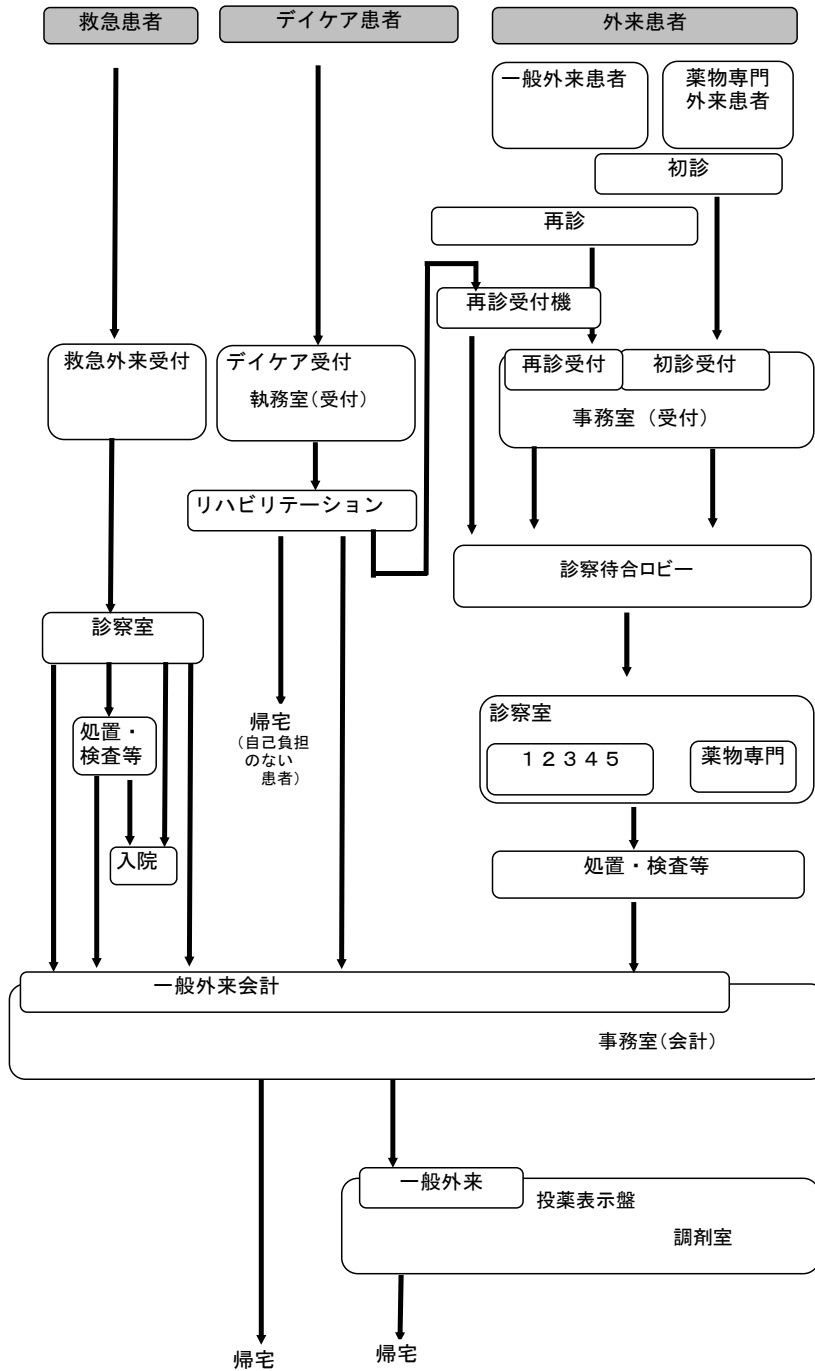 救急患者
デイケア患者
外来患者
一般外来患者
薬物専門
外来患者
初診
再診
再診受付機
救急外来受付
デイケア受付
執務室(受付)
再診受付
初診受付
事務室 (受付)
リハビリテーション
診察待合ロビー
診察室
処置・
検査等
入院
帰宅
(自己負担
のない
患者)
診察室
１２３４５
薬物専門
処置・検査等
一般外来会計
事務室(会計)
一般外来
投薬表示盤
調剤室
帰宅
帰宅